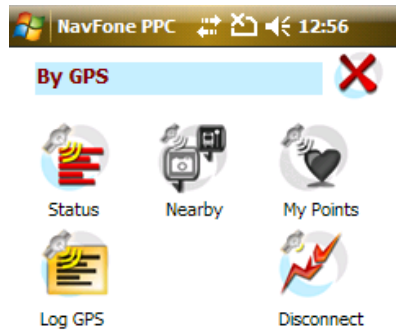 NavFone PPC 12:56
By GPS
Status Nearby My Points
Log GPS Disconnect